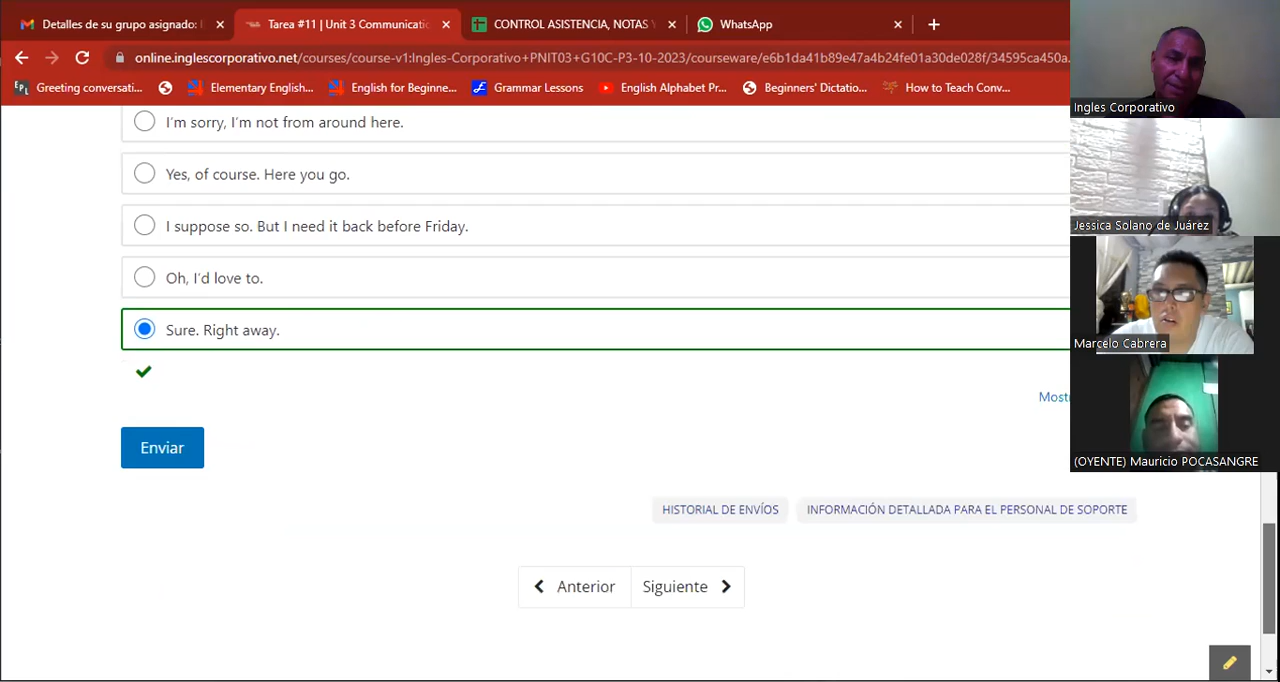 Detalles de su grupo asignado: I
Tarea #11 | Unit 3 Communicatio
CONTROL ASISTENCIA, NOTAS Y
WhatsApp
online.inglescorporativo.net/courses/course-v1:Ingles-Corporativo+PNIT03+G10C-P3-10-2023/courseware/e6b1da41b89e47a4b24fe01a30de028f/34595ca450a.
EPL Greeting conversati...
Elementary English...
English for Beginne...
Grammar Lessons
English Alphabet Pr...
Beginners' Dictatio...
How to Teach Conv...
Ingles Corporativo
I'm sorry, I'm not from around here.
Yes, of course. Here you go.
I suppose so. But I need it back before Friday.
Jessica Solano de Juárez
Oh, I'd love to.
Sure. Right away.
Marcelo Cabrera
Most
Enviar
(OYENTE) Mauricio POCASANGRE
HISTORIAL DE ENVÍOS
INFORMACIÓN DETALLADA PARA EL PERSONAL DE SOPORTE
Anterior
Siguiente